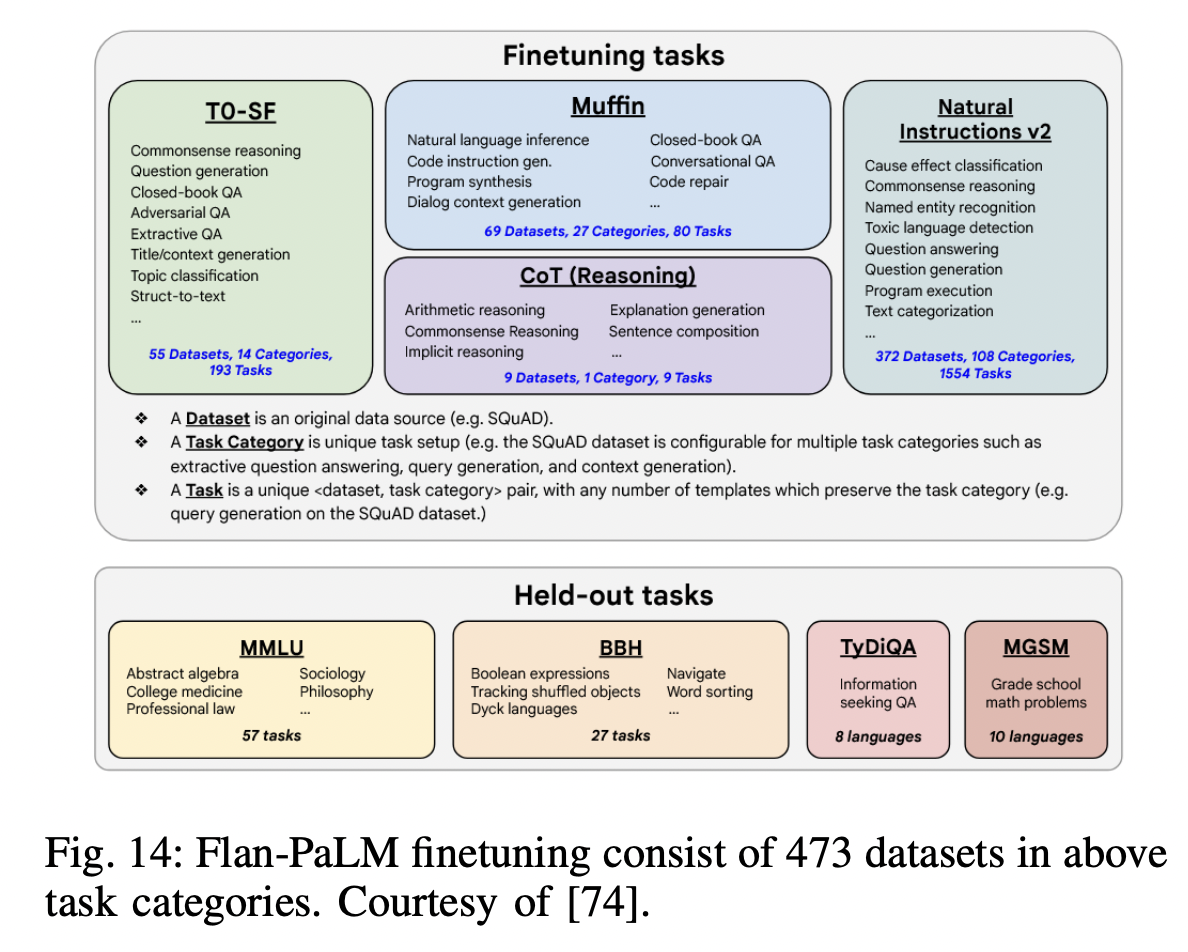 Finetuning tasks
T0-SF
Commonsense reasoning
Question generation
Closed-book QA
Adversarial QA
Extractive QA
Title/context generation
Topic classification
Struct-to-text
...
55 Datasets, 14 Categories,
193 Tasks
Muffin
Natural language inference
Code instruction gen.
Program synthesis
Dialog context generation
Closed-book QA
Conversational QA
Code repair
...
69 Datasets, 27 Categories, 80 Tasks
CoT (Reasoning)
Arithmetic reasoning
Commonsense Reasoning
Implicit reasoning
Explanation generation
Sentence composition
...
9 Datasets, 1 Category, 9 Tasks
Natural
Instructions v2
Cause effect classification
Commonsense reasoning
Named entity recognition
Toxic language detection
Question answering
Question generation
Program execution
Text categorization
...
372 Datasets, 108 Categories,
1554 Tasks
❖ A Dataset is an original data source (e.g. SQuAD).
❖ A Task Category is unique task setup (e.g. the SQuAD dataset is configurable for multiple task categories such as
extractive question answering, query generation, and context generation).
❖ A Task is a unique <dataset, task category> pair, with any number of templates which preserve the task category (e.g.
query generation on the SQuAD dataset.)
Held-out tasks
MMLU
Abstract algebra
College medicine
Professional law
Sociology
Philosophy
...
57 tasks
BBH
Boolean expressions
Tracking shuffled objects
Dyck languages
Navigate
Word sorting
...
27 tasks
TyDiQA
Information
seeking QA
8 languages
MGSM
Grade school
math problems
10 languages
Fig. 14: Flan-PaLM finetuning consist of 473 datasets in above
task categories. Courtesy of [74].